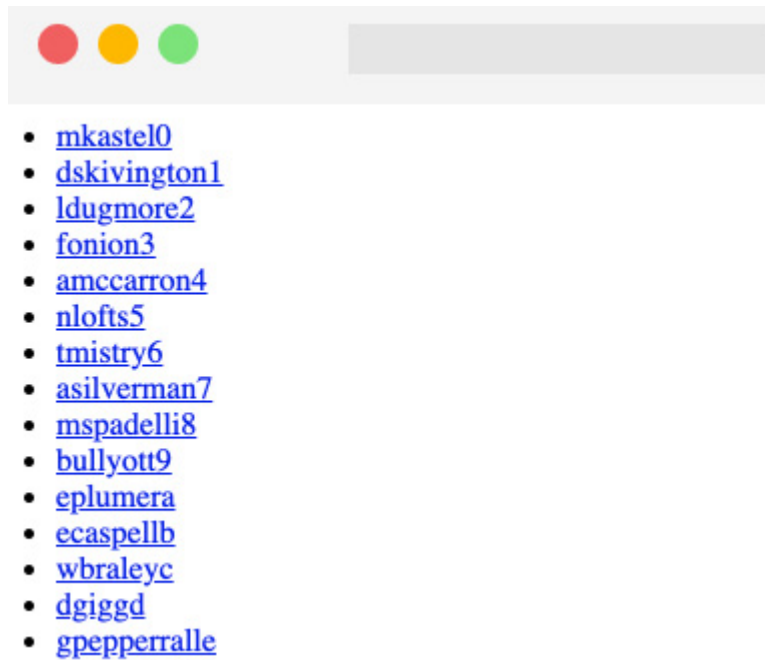 mkastel0
dskivington1
ldugmore2
fonion3
amccarron4
nlofts5
tmistry6
asilverman7
mspadelli8
bullyott9
eplumera
ecaspellb
wbraleyc
dgiggd
gpepperralle